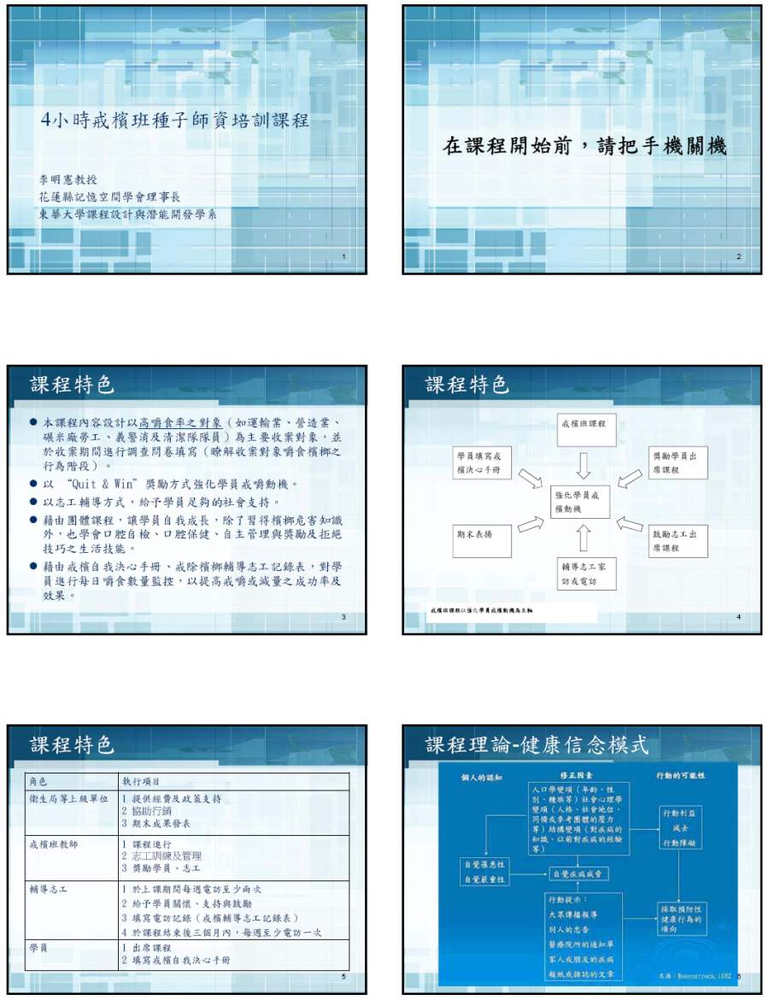 4小時戒檳班種子師資培訓課程
李明憲教授
花蓮縣記憶空間學會理事長
東華大學課程設計與潛能開發學系
1
在課程開始前，請把手機關機
2
課程特色
● 本課程內容設計以高嚼食率之對象（如運輸業、營造業、
碾米廠勞工、義警消及清潔隊隊員）為主要收案對象，並
於收案期間進行調查問卷填寫（瞭解收案對象嚼食檳榔之
行為階段）。
● 以 “Quit & Win” 獎勵方式強化學員戒嚼動機。
● 以志工輔導方式，給予學員足夠的社會支持。
● 藉由團體課程，讓學員自我成長，除了習得檳榔危害知識
外，也學會口腔自檢、口腔保健、自主管理與獎勵及拒絕
技巧之生活技能。
● 藉由戒檳自我決心手冊、戒除檳榔輔導志工記錄表，對學
員進行每日嚼食數量監控，以提高戒嚼或減量之成功率及
效果。
3
課程特色
戒檳班課程
學員填寫戒
檳決心手冊
獎勵學員出
席課程
強化學員戒
檳動機
期末表揚
鼓勵志工出
席課程
輔導志工家
訪或電訪
戒檳班課程以強化學員戒檳動機為主軸
4
課程特色
角色 執行項目
衛生局等上級單位 1 提供經費及政策支持
2 協助行銷
3 期末成果發表
戒檳班教師 1 課程進行
2 志工訓練及管理
3 獎勵學員、志工
輔導志工 1 於上課期間每週電訪至少兩次
2 給予學員關懷、支持與鼓勵
3 填寫電訪記錄（戒檳輔導志工記錄表）
4 於課程結束後三個月內，每週至少電訪一次
學員 1 出席課程
2 填寫戒檳自我決心手冊
5
課程理論-健康信念模式
個人的認知 修正因素 行動的可能性
人口學變項（年齡、性
別、種族等）社會心理學
變項（人格、社會地位、
同儕或參考團體的壓力
等）結構變項（對疾病的
知識、以前對疾病的經驗
等）
行動利益
減去
行動障礙
自覺罹患性
自覺嚴重性
自覺疾病威脅
行動提示：
大眾傳播報導
別人的忠告
醫療院所的通知單
家人或朋友的疾病
報紙或雜誌的文章
採取預防性
健康行為的
傾向
來源：Rosenstrock,1982
6